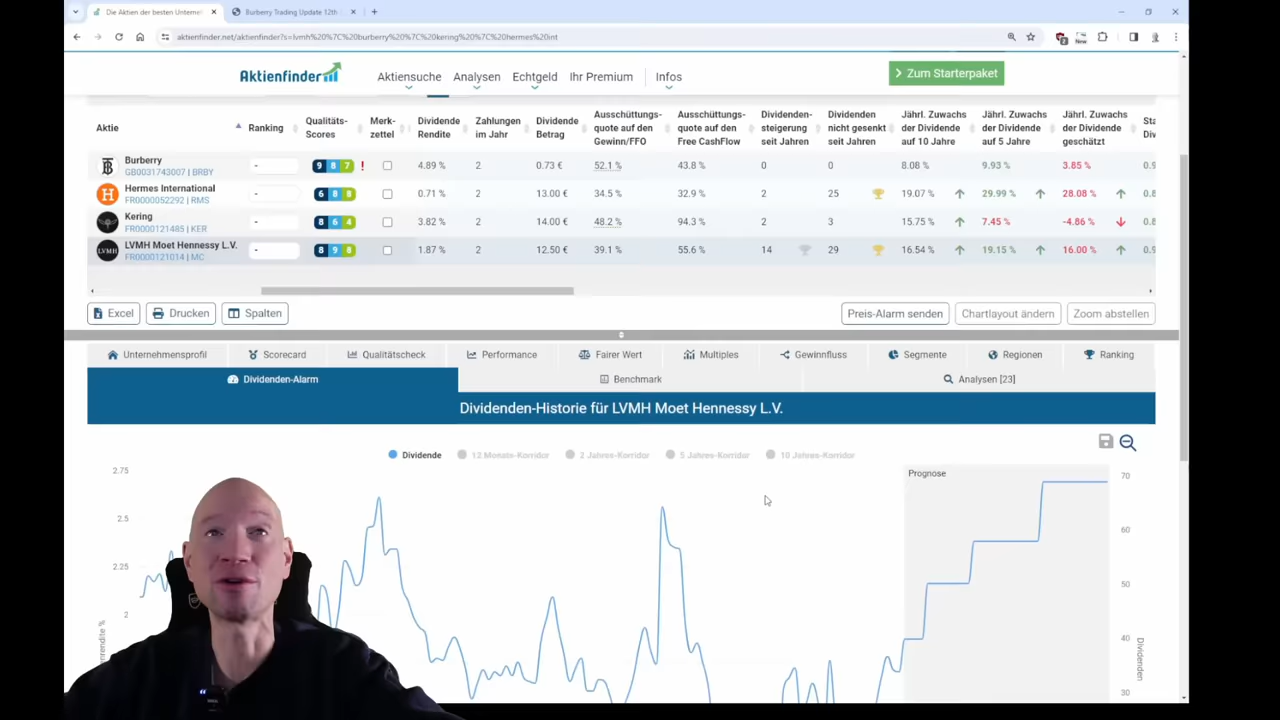 Die Aktien der besten Unterneh
Burberry Trading Update 12th
aktienfinder.net/aktienfinder?s=lvmh%20%7C%20burberry%20%7C%20kering%20%7C%20hermes%20int
New
Aktienfinder
Aktiensuche
Analysen
Echtgeld
Ihr Premium
Infos
Zum Starterpaket
Aktie
Ranking
Qualitäts-
Scores
Merk-
zettel
Dividende
Rendite
Zahlungen
im Jahr
Dividende
Betrag
Ausschüttungs-
quote auf den
Gewinn/FFO
Ausschüttungs-
quote auf den
Free CashFlow
Dividenden-
steigerung
seit Jahren
Dividenden
nicht gesenkt
seit Jahren
Jährl. Zuwachs
der Dividende
auf 10 Jahre
Jährl. Zuwachs
der Dividende
auf 5 Jahre
Jährl. Zuwachs
der Dividende
geschätzt
Sta
Div
Burberry
GB0031743007 | BRBY
- 9 8 7 ! 4.89 % 2 0.73 € 52.1 % 43.8 % 0 0 8.08 % 9.93 % 3.85 % 0.9
Hermes International
FR0000052292 | RMS
- 6 8 8 0.71 % 2 13.00 € 34.5 % 32.9 % 2 25 19.07 % 29.99 % 28.08 % 0.8
Kering
FR0000121485 | KER
- 8 6 4 3.82 % 2 14.00 € 48.2 % 94.3 % 2 3 15.75 % 7.45 % -4.86 % 0.8
LVMH Moet Hennessy L.V.
FR0000121014 | MC
- 8 9 8 1.87 % 2 12.50 € 39.1 % 55.6 % 14 29 16.54 % 19.15 % 16.00 % 0.9
Excel
Drucken
Spalten
Preis-Alarm senden
Chartlayout ändern
Zoom abstellen
Unternehmensprofil
Scorecard
Qualitätscheck
Performance
Fairer Wert
Multiples
Gewinnfluss
Segmente
Regionen
Ranking
Dividenden-Alarm
Benchmark
Analysen [23]
Dividenden-Historie für LVMH Moet Hennessy L.V.
Dividende
12 Monats-Korridor
2 Jahres-Korridor
5 Jahres-Korridor
10 Jahres-Korridor
Prognose
2.75
2.5
2.25
2
70
60
50
40
30
Dividenden